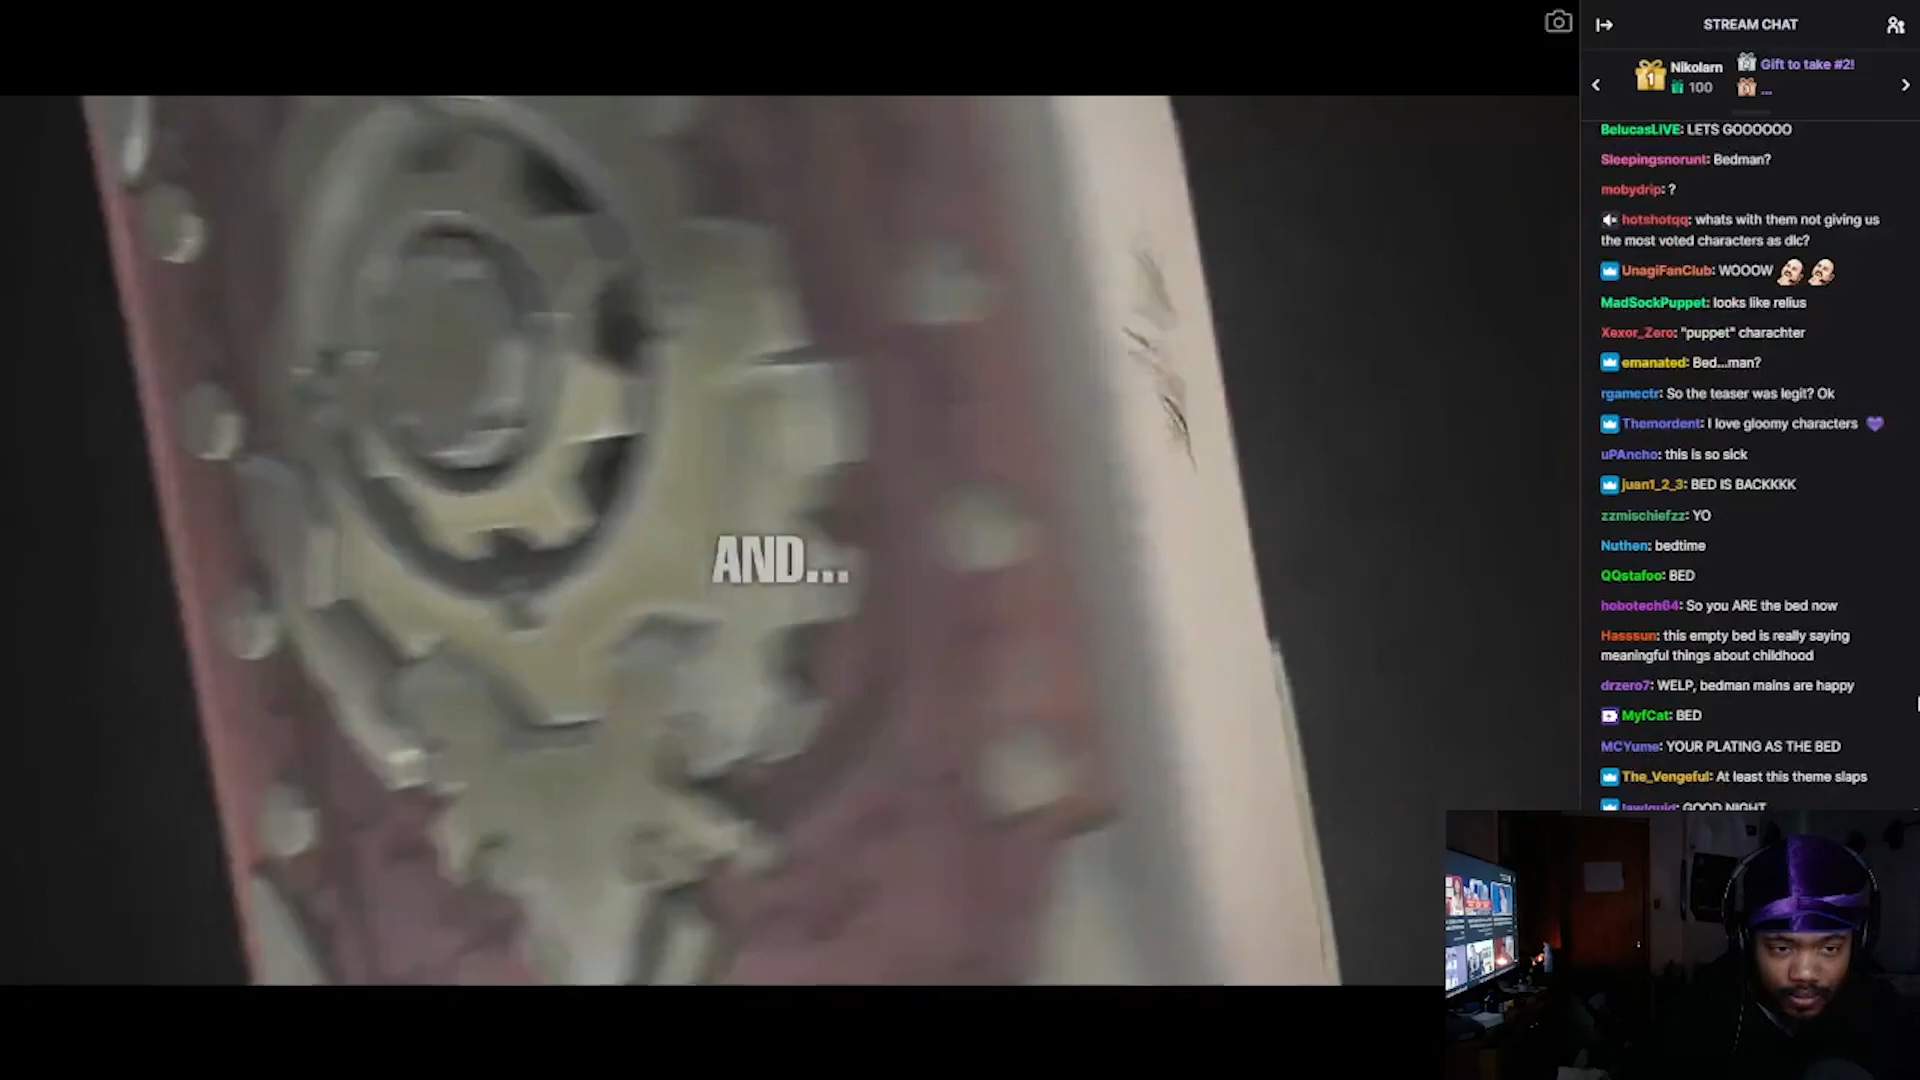 STREAM CHAT
1
Nikolarn
100
2
Gift to take #2!
3
...
BelucasLIVE: LETS GOOOOOO
Sleepingsnorunt: Bedman?
mobydrip: ?
hotshotqq: whats with them not giving us
the most voted characters as dlc?
UnagiFanClub: WOOOW
MadSockPuppet: looks like relius
Xexor_Zero: "puppet" charachter
emanated: Bed...man?
rgamectr: So the teaser was legit? Ok
Themordent: I love gloomy characters
uPAncho: this is so sick
juan1_2_3: BED IS BACKKKK
zzmischiefzz: YO
Nuthen: bedtime
QQstafoo: BED
hobotech64: So you ARE the bed now
Hasssun: this empty bed is really saying
meaningful things about childhood
drzero7: WELP, bedman mains are happy
MyfCat: BED
MCYume: YOUR PLATING AS THE BED
The_Vengeful: At least this theme slaps
GOOD NIGHT
AND...